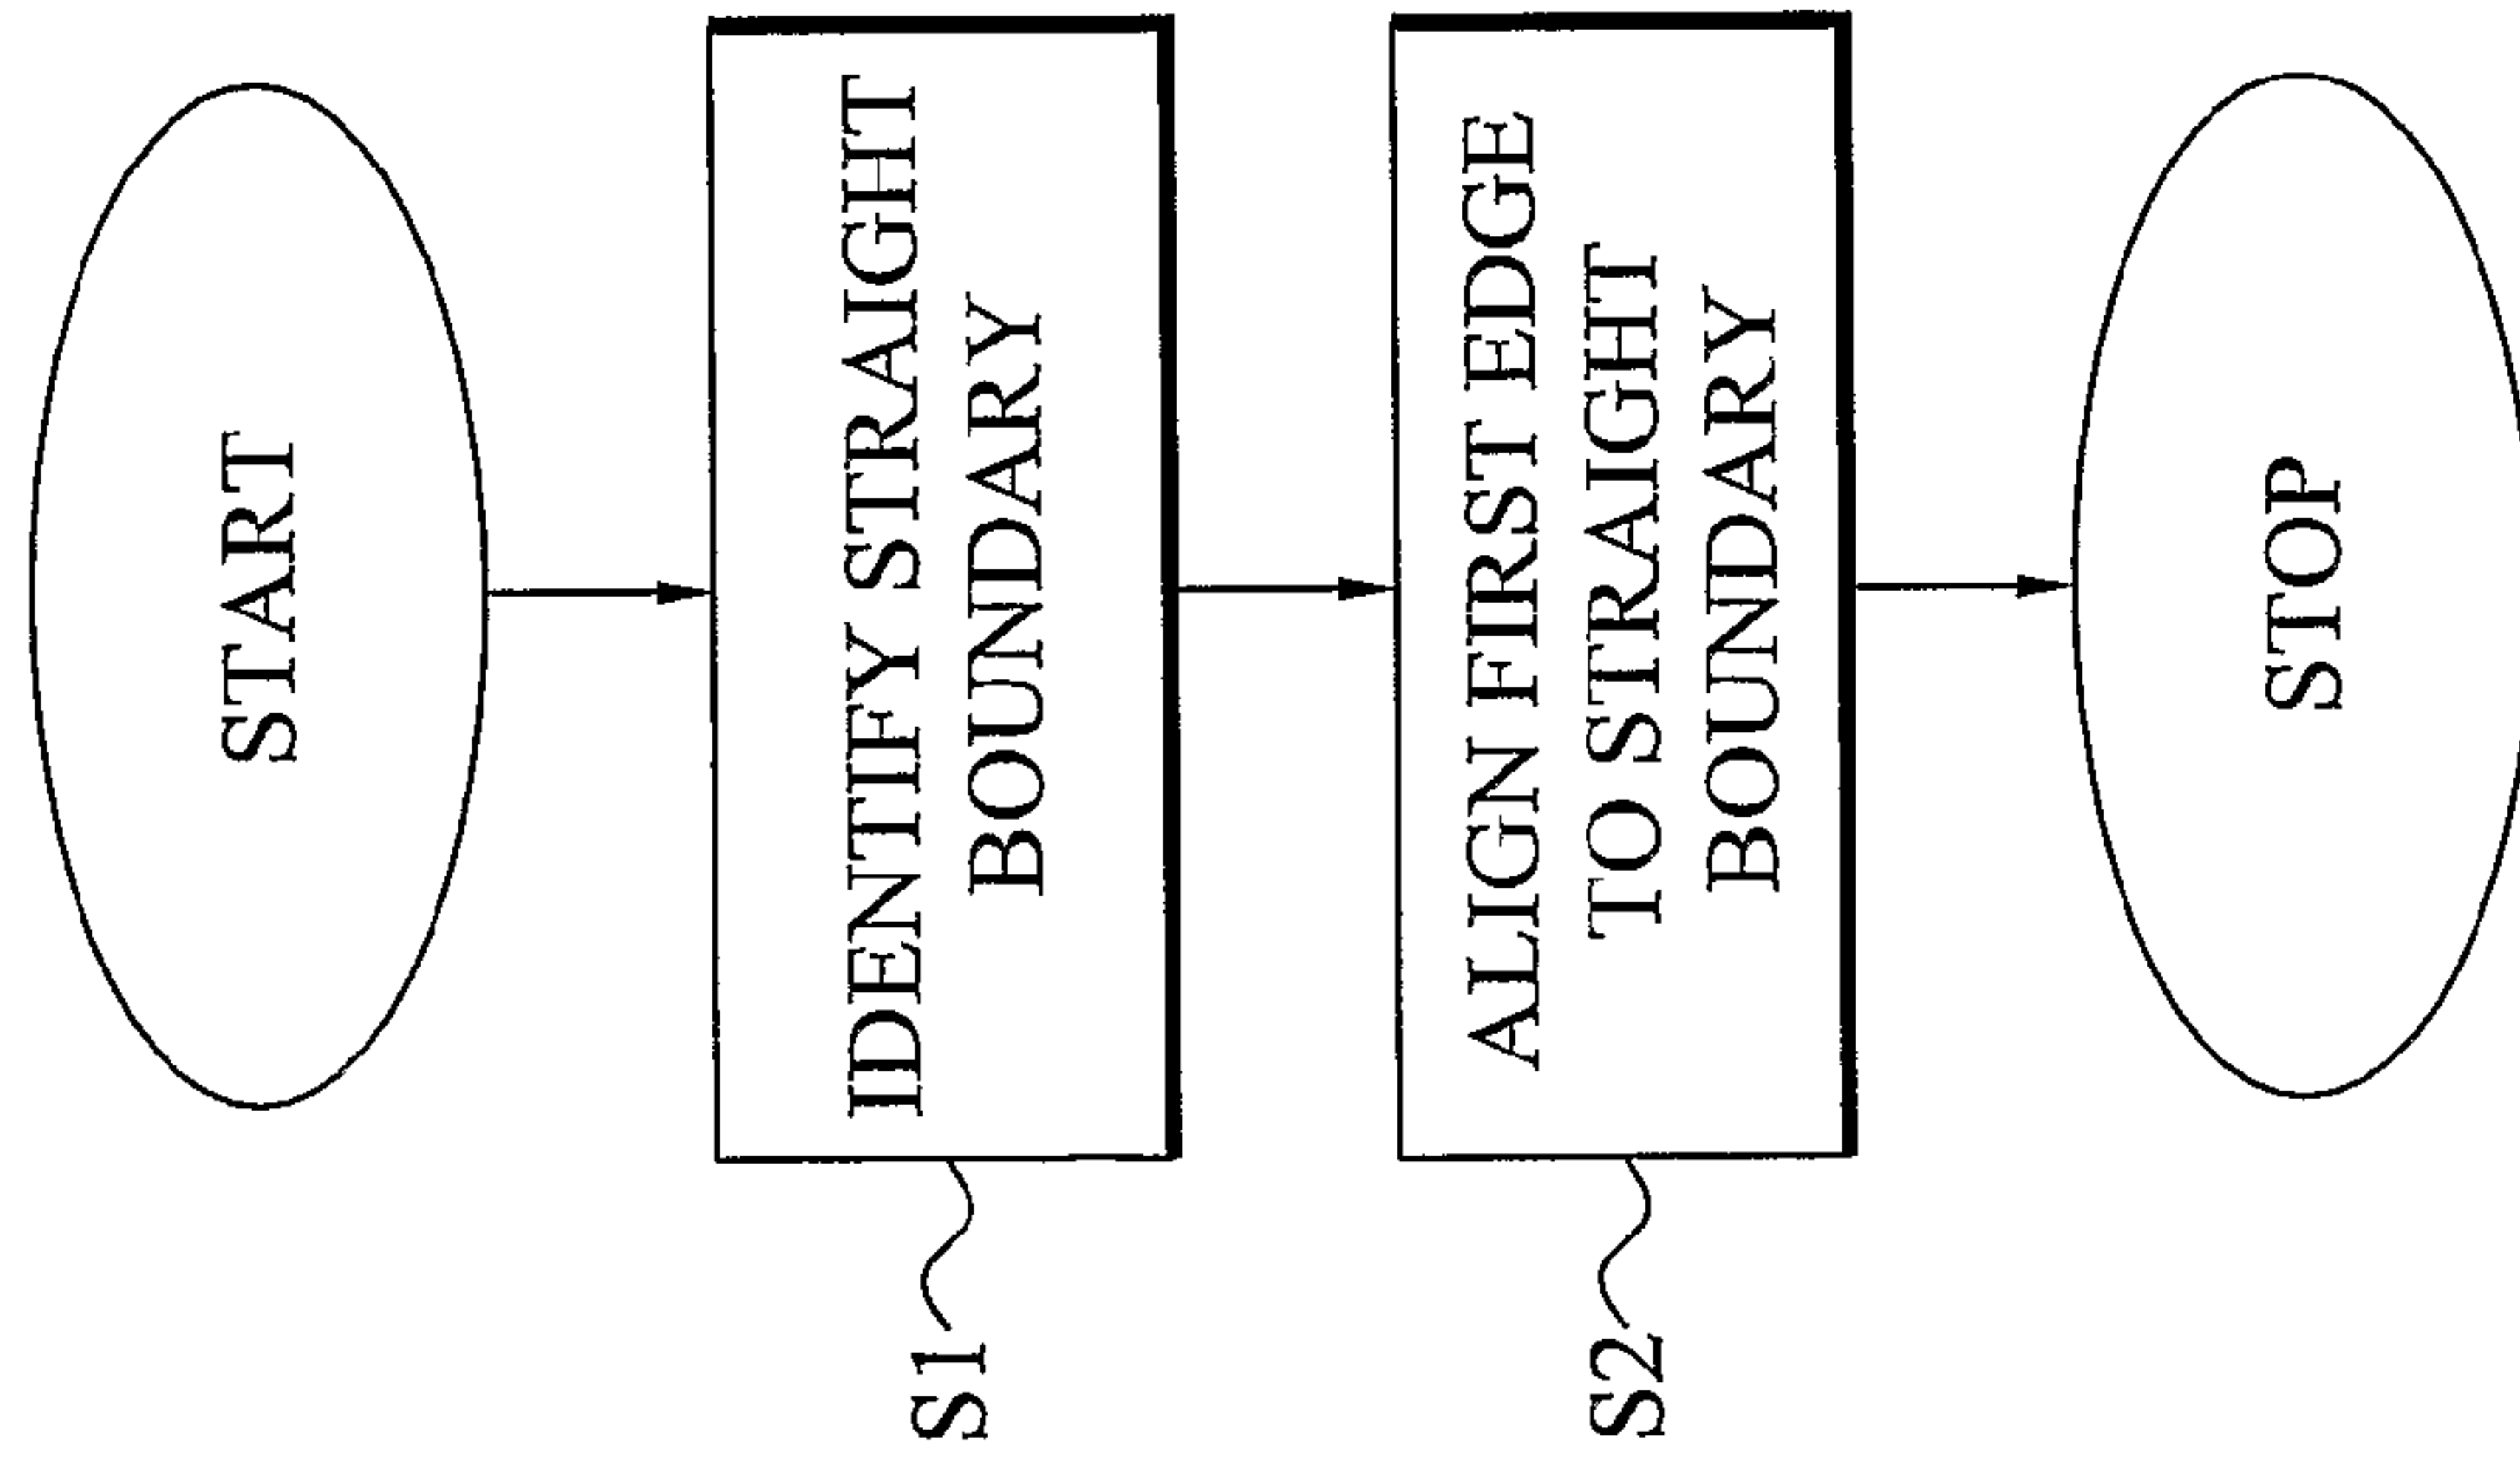 START
S1
IDENTIFY STRAIGHT
BOUNDARY
S2
ALIGN FIRST EDGE
TO STRAIGHT
BOUNDARY
STOP